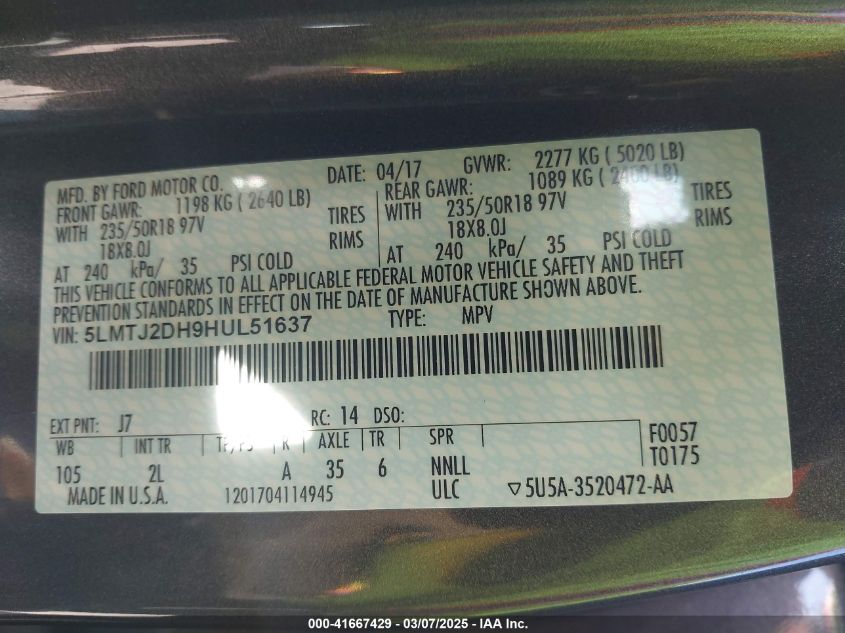 MFD. BY FORD MOTOR CO. DATE: 04/17 GVWR: 2277 KG ( 5020 LB)
FRONT GAWR: 1198 KG ( 2640 LB) REAR GAWR: 1089 KG ( 2400 LB)
WITH 235/50R18 97V TIRES WITH 235/50R18 97V TIRES
18X8.0J RIMS 18X8.0J RIMS
AT 240 kPa/ 35 PSI COLD AT 240 kPa/ 35 PSI COLD
THIS VEHICLE CONFORMS TO ALL APPLICABLE FEDERAL MOTOR VEHICLE SAFETY AND THEFT
PREVENTION STANDARDS IN EFFECT ON THE DATE OF MANUFACTURE SHOWN ABOVE.
VIN: 5LMTJ2DH9HUL51637 TYPE: MPV
EXT PNT: J7 RC: 14 DSO:
WB INT TR TP/PS R AXLE TR SPR F0057
105 2L A 35 6 NNLL T0175
MADE IN U.S.A. 1201704114945 ULC ▽5U5A-3520472-AA
000-41667429 - 03/07/2025 - IAA Inc.